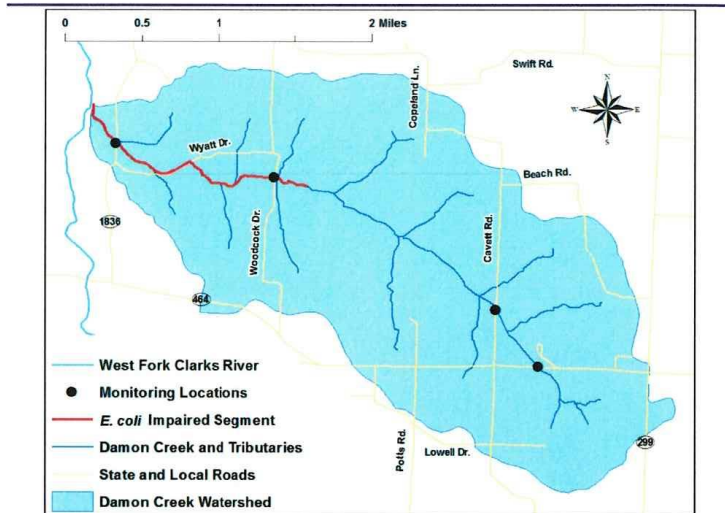 0 0.5 1 2 Miles
Swift Rd.
Copeland Ln.
N
W E
S
Wyatt Dr.
Beach Rd.
1836
Woodcock Dr.
Cavett Rd.
464
West Fork Clarks River
Monitoring Locations
E. coli Impaired Segment
Damon Creek and Tributaries
State and Local Roads
Damon Creek Watershed
Potts Rd.
Lowell Dr.
299